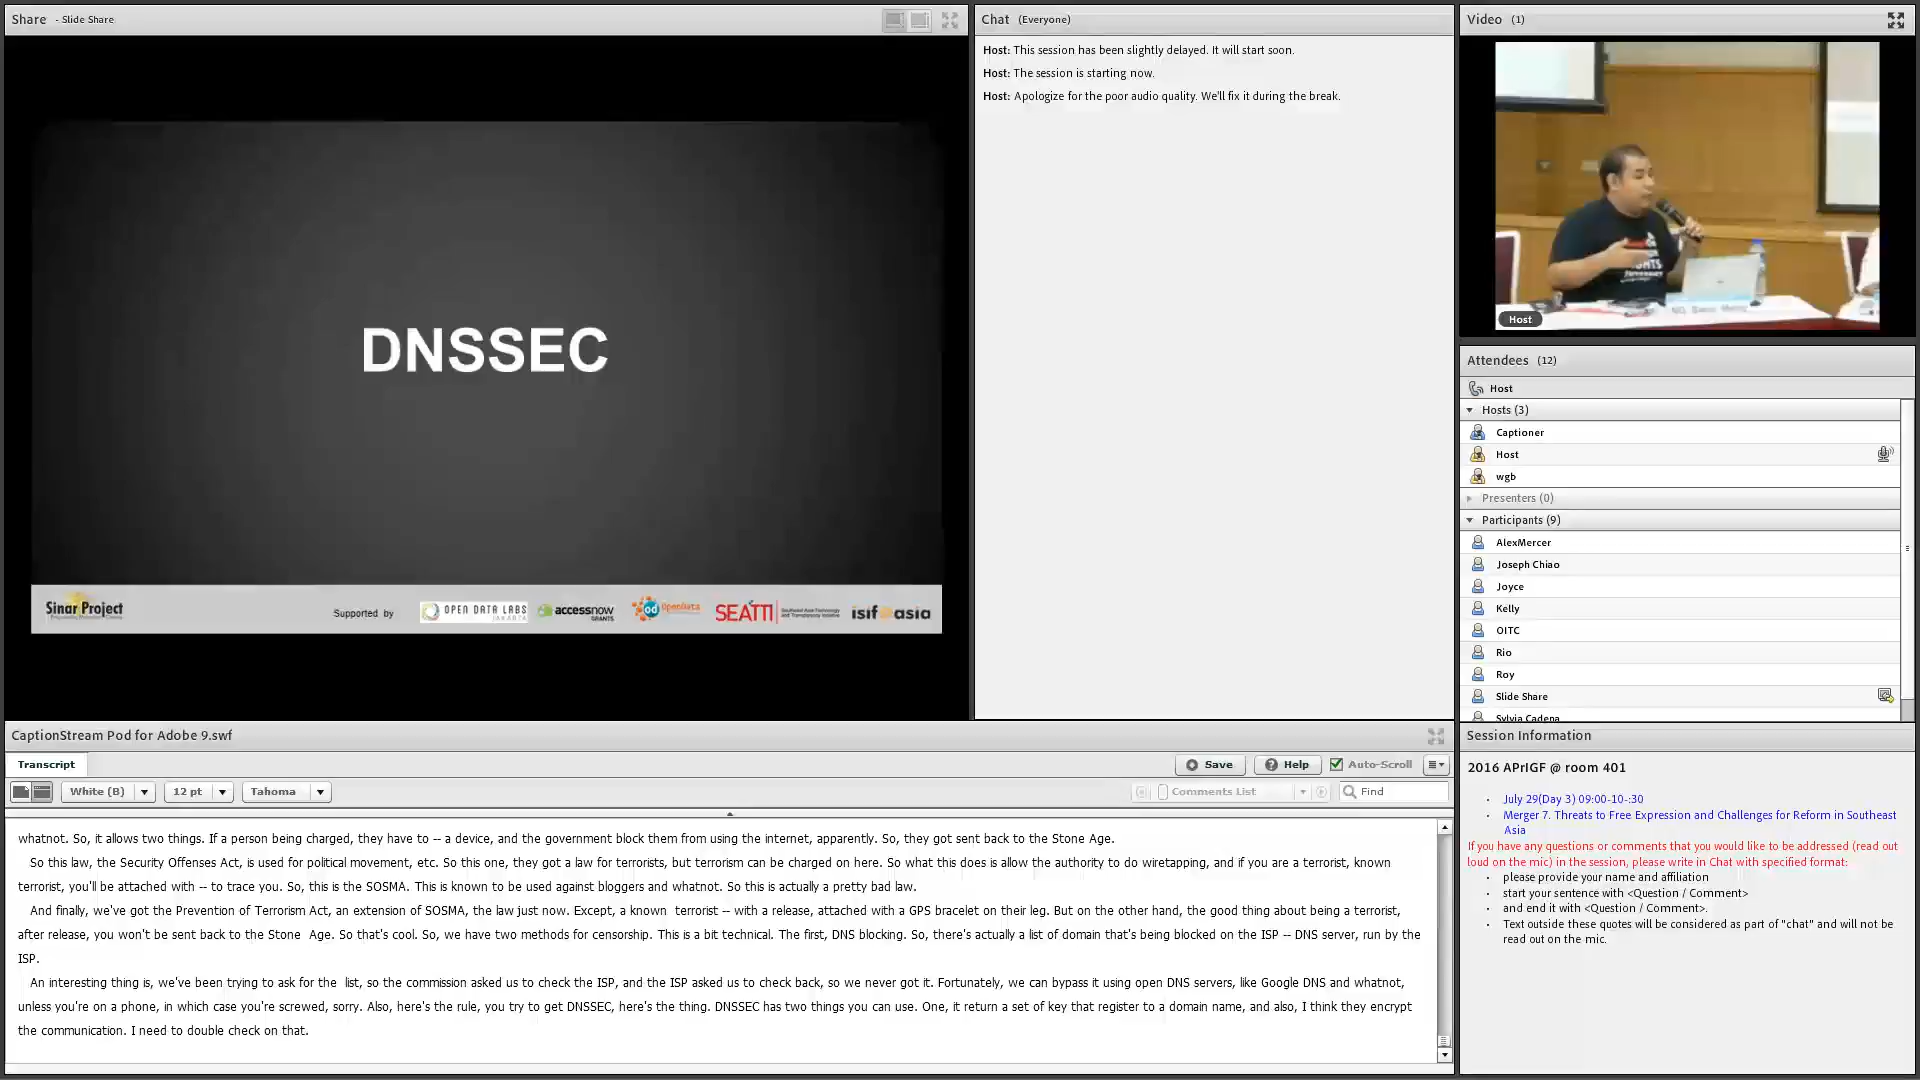 Share - Slide Share
DNSSEC
Sinar Project
Supported by
OPEN DATA LABS
JAKARTA
accessnow
GRANTS
od OpenData
SEATTI
Southeast Asia Technology
and Transparency Initiative
isif asia
Chat (Everyone)
Host: This session has been slightly delayed. It will start soon.
Host: The session is starting now.
Host: Apologize for the poor audio quality. We'll fix it during the break.
Video (1)
Host
Attendees (12)
Host
Hosts (3)
Captioner
Host
wgb
Presenters (0)
Participants (9)
AlexMercer
Joseph Chiao
Joyce
Kelly
OITC
Rio
Roy
Slide Share
Sylvia Cadena
CaptionStream Pod for Adobe 9.swf
Transcript
Save
Help
Auto-Scroll
White (B)
12 pt
Tahoma
Comments List
Find
whatnot. So, it allows two things. If a person being charged, they have to -- a device, and the government block them from using the internet, apparently. So, they got sent back to the Stone Age.
So this law, the Security Offenses Act, is used for political movement, etc. So this one, they got a law for terrorists, but terrorism can be charged on here. So what this does is allow the authority to do wiretapping, and if you are a terrorist, known
terrorist, you'll be attached with -- to trace you. So, this is the SOSMA. This is known to be used against bloggers and whatnot. So this is actually a pretty bad law.
And finally, we've got the Prevention of Terrorism Act, an extension of SOSMA, the law just now. Except, a known terrorist -- with a release, attached with a GPS bracelet on their leg. But on the other hand, the good thing about being a terrorist,
after release, you won't be sent back to the Stone Age. So that's cool. So, we have two methods for censorship. This is a bit technical. The first, DNS blocking. So, there's actually a list of domain that's being blocked on the ISP -- DNS server, run by the
ISP.
An interesting thing is, we've been trying to ask for the list, so the commission asked us to check the ISP, and the ISP asked us to check back, so we never got it. Fortunately, we can bypass it using open DNS servers, like Google DNS and whatnot,
unless you're on a phone, in which case you're screwed, sorry. Also, here's the rule, you try to get DNSSEC, here's the thing. DNSSEC has two things you can use. One, it return a set of key that register to a domain name, and also, I think they encrypt
the communication. I need to double check on that.
Session Information
2016 APrIGF @ room 401
• July 29(Day 3) 09:00-10-:30
• Merger 7. Threats to Free Expression and Challenges for Reform in Southeast
Asia
If you have any questions or comments that you would like to be addressed (read out
loud on the mic) in the session, please write in Chat with specified format:
• please provide your name and affiliation
• start your sentence with <Question / Comment>
• and end it with <Question / Comment>.
• Text outside these quotes will be considered as part of "chat" and will not be
read out on the mic.